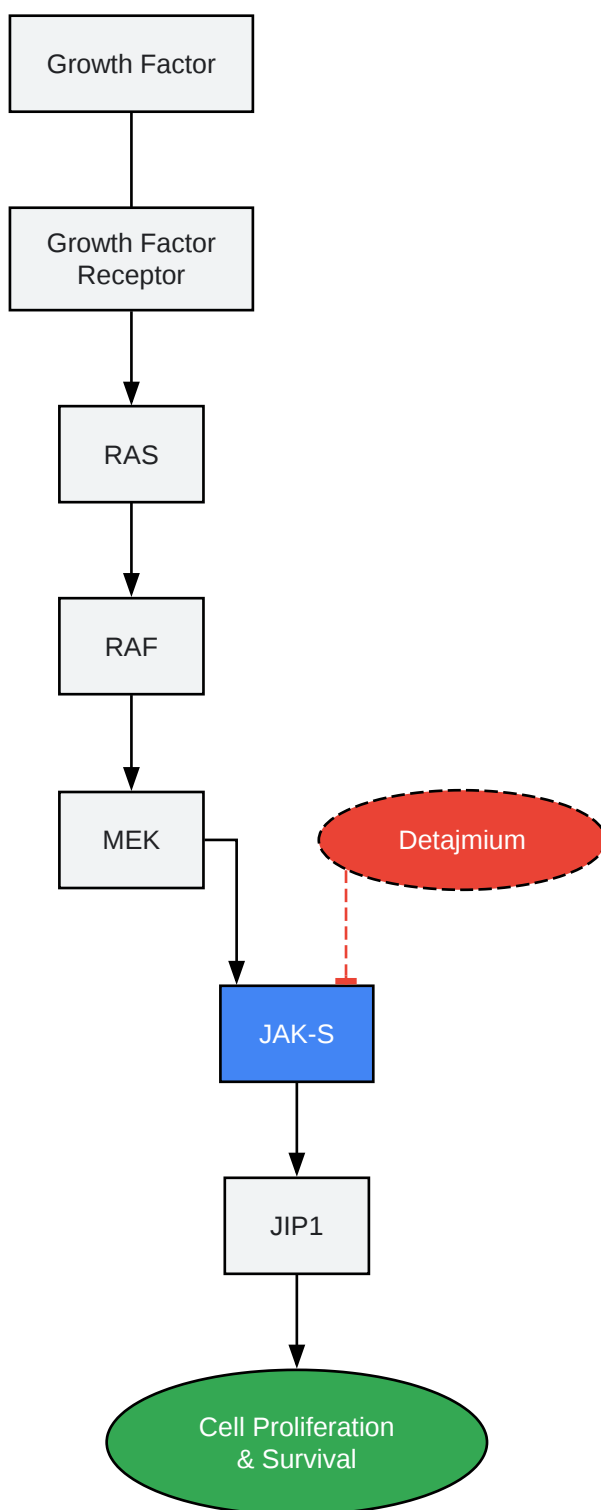 Growth Factor
Growth Factor
Receptor
RAS
RAF
MEK
Detajmium
JAK-S
JIP1
Cell Proliferation
& Survival